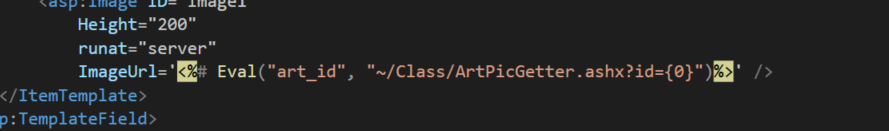 <asp:Image ID="Image1"
Height="200"
runat="server"
ImageUrl='<%# Eval("art_id", "~/Class/ArtPicGetter.ashx?id={0}")%>' />
</ItemTemplate>
p:TemplateField>